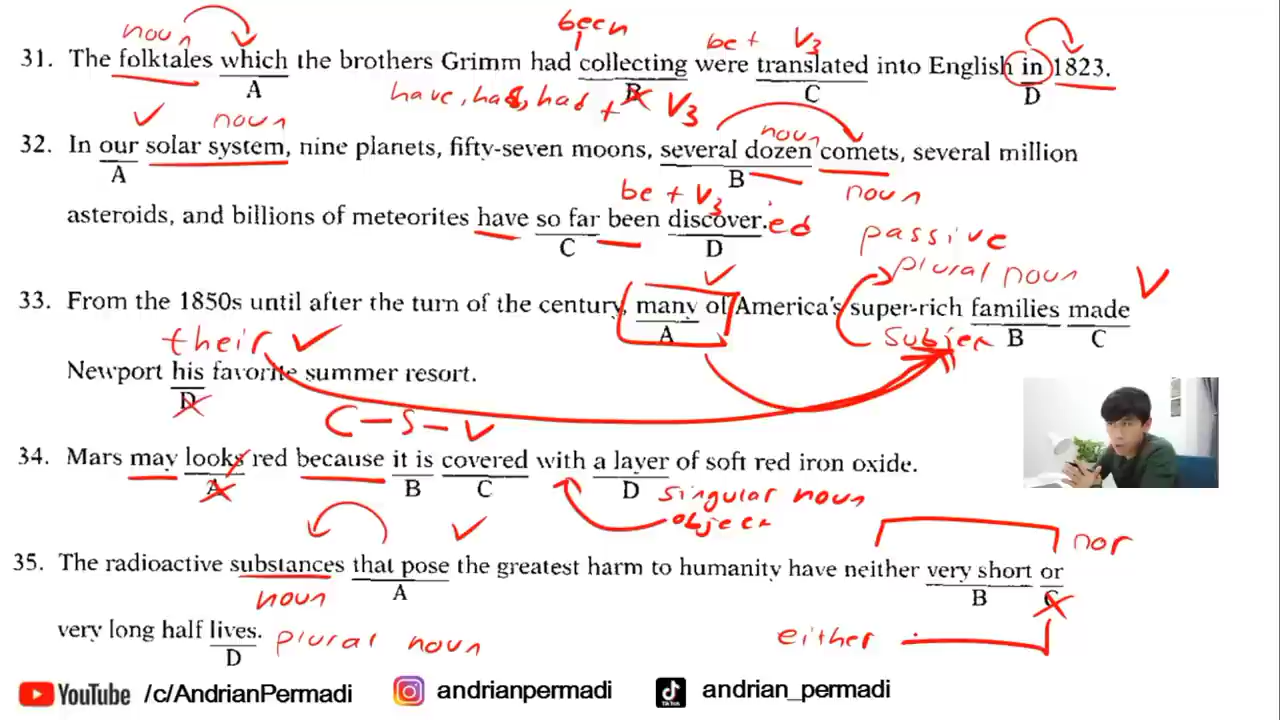 noun
been
31. The folktales which the brothers Grimm had collecting were translated into English in 1823.
be + V3
A B C D
have, has, had + V3
noun
noun
32. In our solar system, nine planets, fifty-seven moons, several dozen comets, several million
A B
be + V3 noun
asteroids, and billions of meteorites have so far been discover. ed
C D
passive
plural noun
33. From the 1850s until after the turn of the century, many of America's super-rich families made
A B C
their subjer
Newport his favorite summer resort.
D
C - S - V
34. Mars may looks red because it is covered with a layer of soft red iron oxide.
A B C D
singular noun
objecr
nor
35. The radioactive substances that pose the greatest harm to humanity have neither very short or
noun A B C
very long half lives. plural noun
D
either
YouTube /c/AndrianPermadi
andrianpermadi
TikTok
andrian_permadi